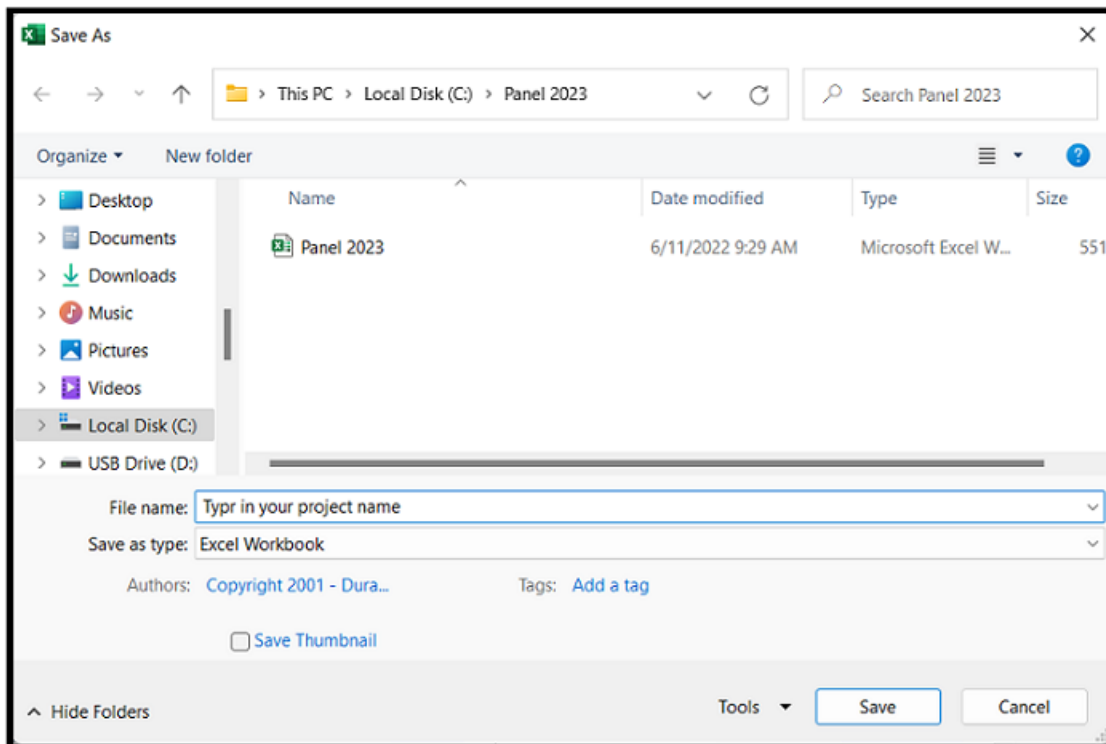 Save As
This PC > Local Disk (C:) > Panel 2023
Search Panel 2023
Organize
New folder
Name
Date modified
Type
Size
Desktop
Documents
Downloads
Music
Pictures
Videos
Local Disk (C:)
USB Drive (D:)
Panel 2023
6/11/2022 9:29 AM
Microsoft Excel W...
551
File name: Typr in your project name
Save as type: Excel Workbook
Authors: Copyright 2001 - Dura...
Tags: Add a tag
Save Thumbnail
Hide Folders
Tools
Save
Cancel